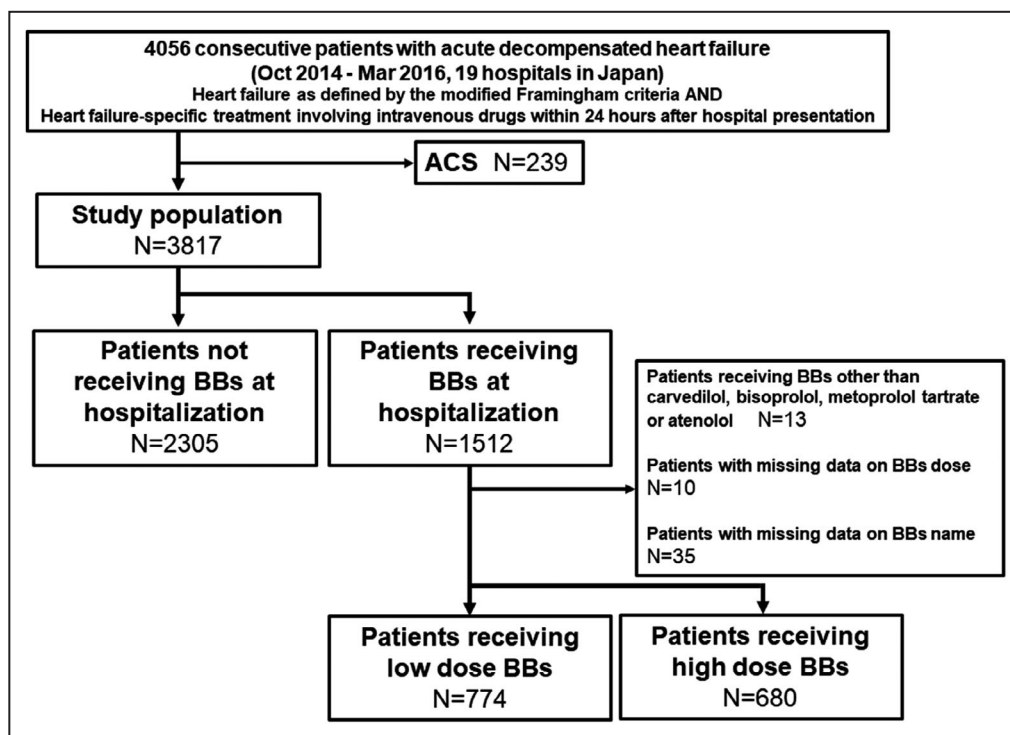 4056 consecutive patients with acute decompensated heart failure
(Oct 2014 - Mar 2016, 19 hospitals in Japan)
Heart failure as defined by the modified Framingham criteria AND
Heart failure-specific treatment involving intravenous drugs within 24 hours after hospital presentation
ACS N=239
Study population
N=3817
Patients not
receiving BBs at
hospitalization
N=2305
Patients receiving
BBs at
hospitalization
N=1512
Patients receiving BBs other than
carvedilol, bisoprolol, metoprolol tartrate
or atenolol N=13
Patients with missing data on BBs dose
N=10
Patients with missing data on BBs name
N=35
Patients receiving
low dose BBs
N=774
Patients receiving
high dose BBs
N=680